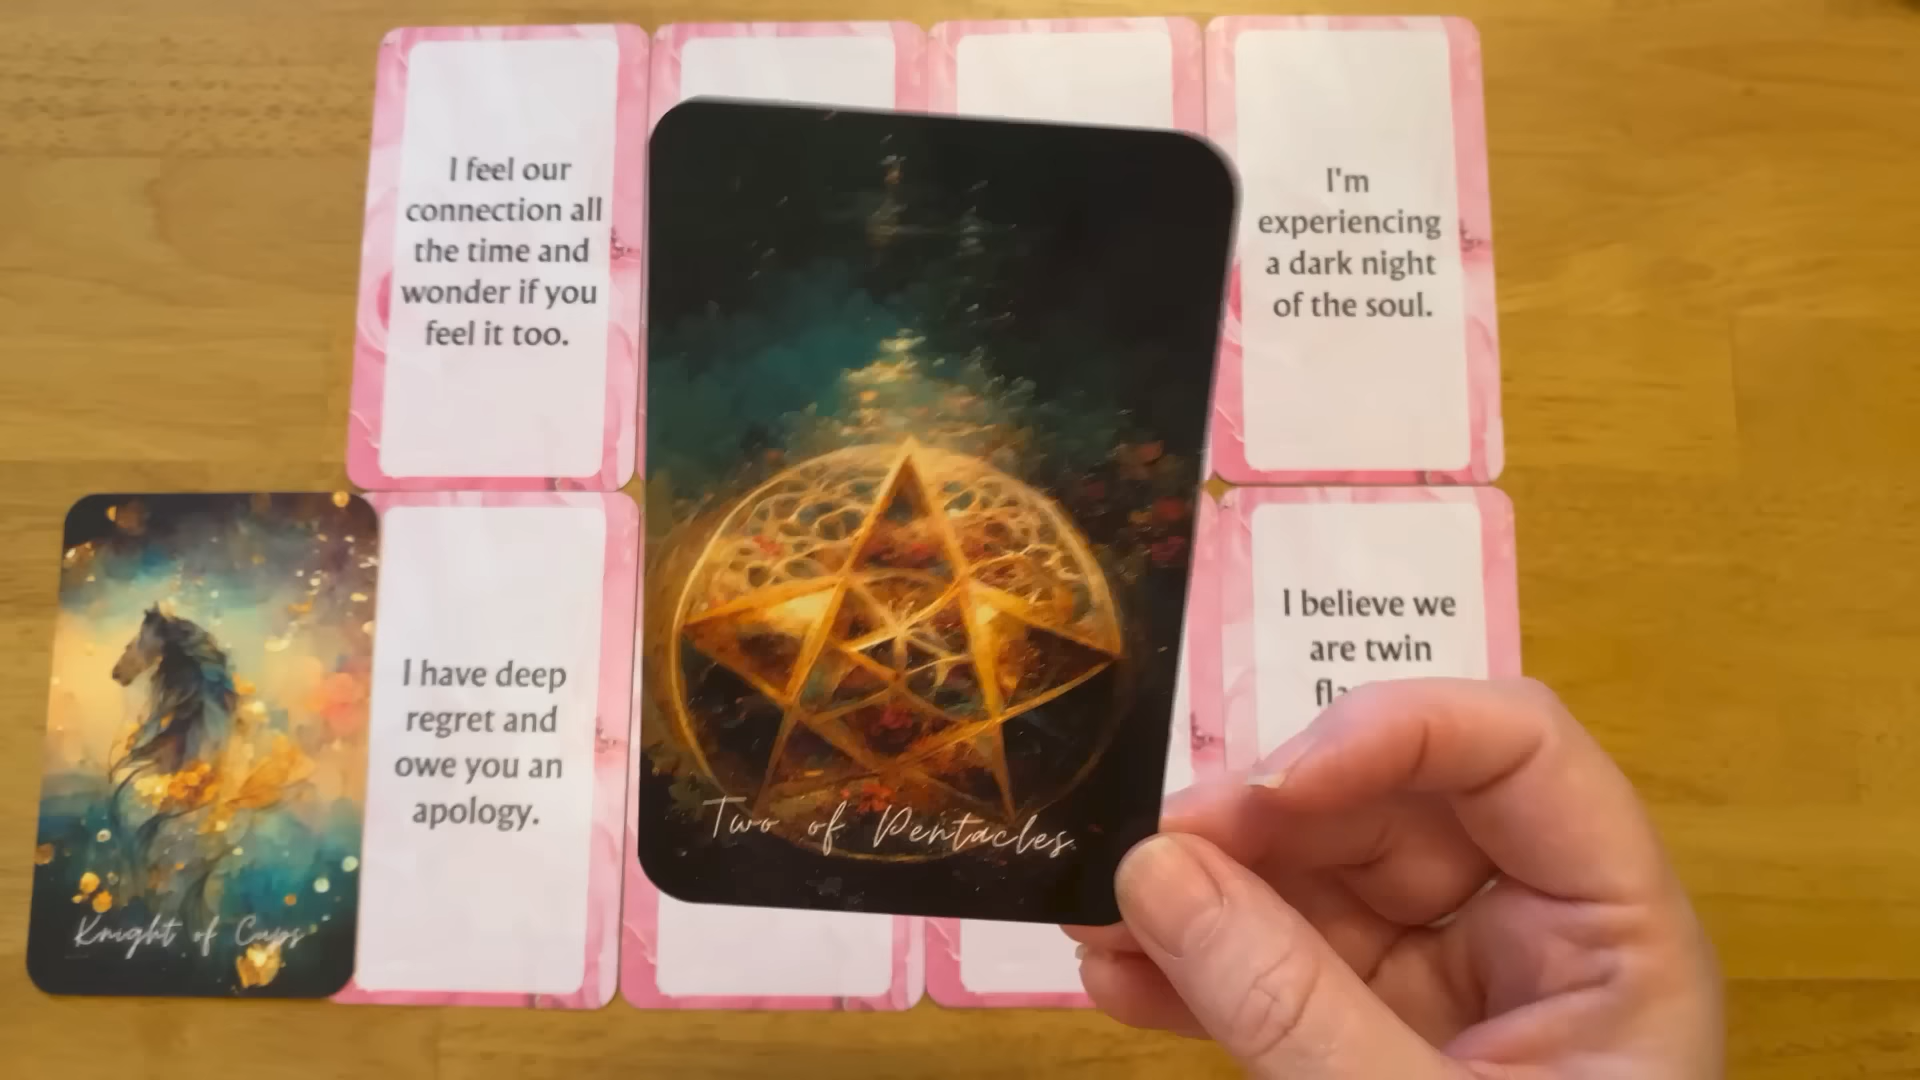 I feel our
connection all
the time and
wonder if you
feel it too.
I'm
experiencing
a dark night
of the soul.
Two of Pentacles
Knight of Cups
I have deep
regret and
owe you an
apology.
I believe we
are twin